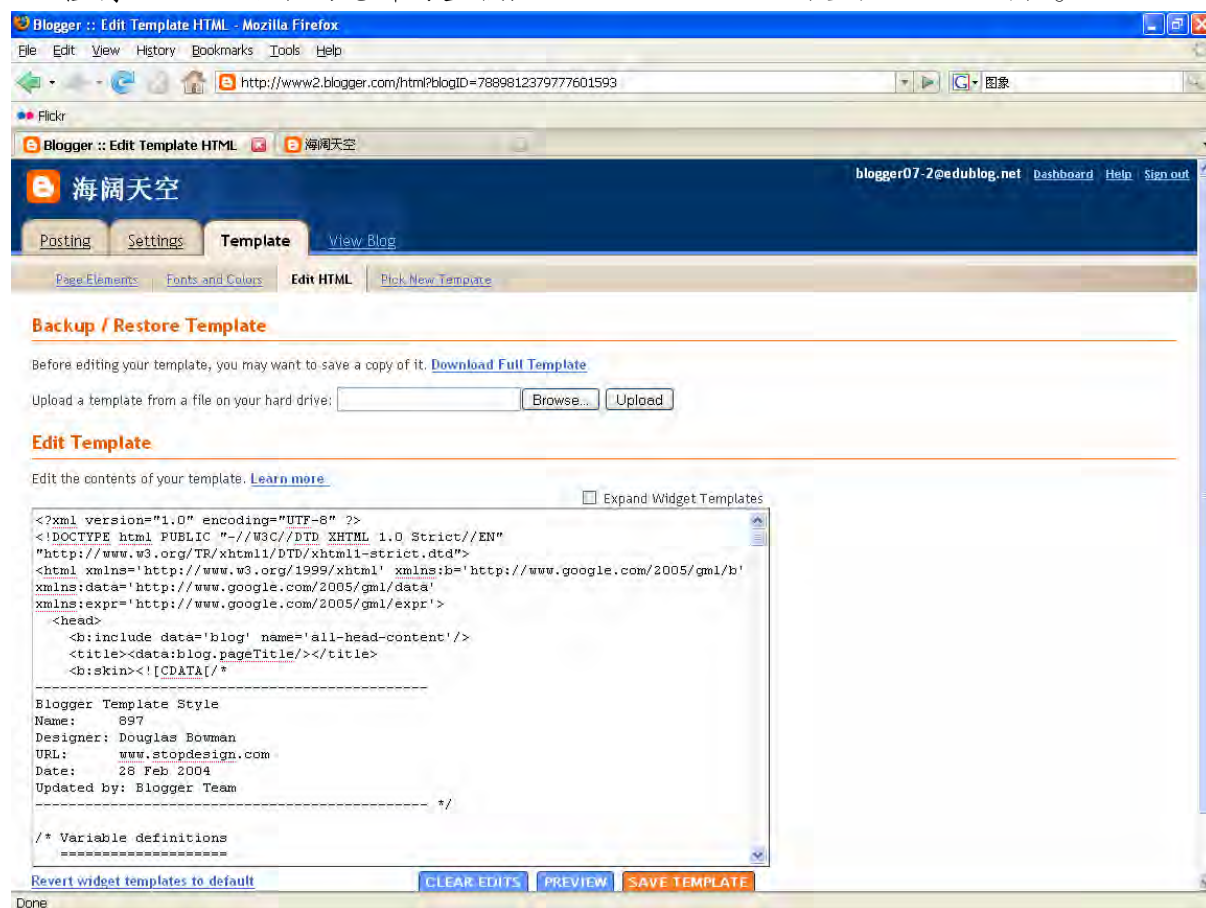 Blogger :: Edit Template HTML - Mozilla Firefox
File Edit View History Bookmarks Tools Help
http://www2.blogger.com/html?blogID=7889812379777601593
G 图象
Flickr
Blogger :: Edit Template HTML 海阔天空
blogger07-2@edublog.net Dashboard Help Sign out
海阔天空
Posting Settings Template View Blog
Page Elements Fonts and Colors Edit HTML Pick New Template
Backup / Restore Template
Before editing your template, you may want to save a copy of it. Download Full Template
Upload a template from a file on your hard drive: Browse... Upload
Edit Template
Edit the contents of your template. Learn more
Expand Widget Templates
<?xml version="1.0" encoding="UTF-8" ?>
<!DOCTYPE html PUBLIC "-//W3C//DTD XHTML 1.0 Strict//EN"
"http://www.w3.org/TR/xhtml1/DTD/xhtml1-strict.dtd">
<html xmlns='http://www.w3.org/1999/xhtml' xmlns:b='http://www.google.com/2005/gml/b'
xmlns:data='http://www.google.com/2005/gml/data'
xmlns:expr='http://www.google.com/2005/gml/expr'>
<head>
<b:include data='blog' name='all-head-content'/>
<title><data:blog.pageTitle/></title>
<b:skin><![CDATA[/*
-----------------------------------------------
Blogger Template Style
Name: 897
Designer: Douglas Bowman
URL: www.stopdesign.com
Date: 28 Feb 2004
Updated by: Blogger Team
----------------------------------------------- */
/* Variable definitions
====================
Revert widget templates to default CLEAR EDITS PREVIEW SAVE TEMPLATE
Done